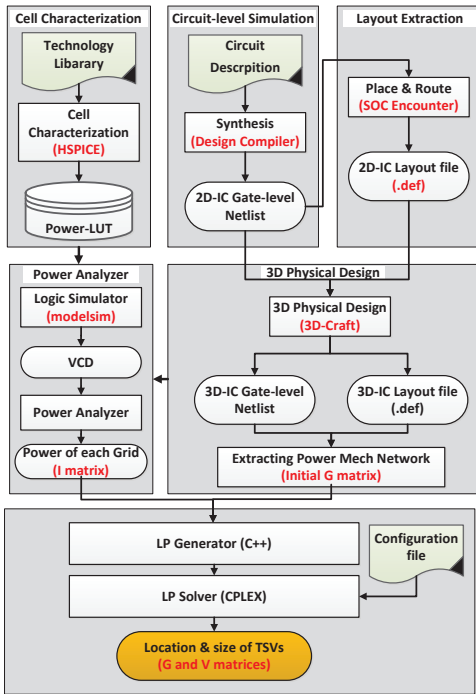 Cell Characterization
Technology
Libarary
Cell
Characterization
(HSPICE)
Power-LUT
Circuit-level Simulation
Circuit
Descrpition
Synthesis
(Design Compiler)
2D-IC Gate-level
Netlist
Layout Extraction
Place & Route
(SOC Encounter)
2D-IC Layout file
(.def)
Power Analyzer
Logic Simulator
(modelsim)
VCD
Power Analyzer
Power of each Grid
(I matrix)
3D Physical Design
3D Physical Design
(3D-Craft)
3D-IC Gate-level
Netlist
3D-IC Layout file
(.def)
Extracting Power Mech Network
(Initial G matrix)
LP Generator (C++)
Configuration
file
LP Solver (CPLEX)
Location & size of TSVs
(G and V matrices)